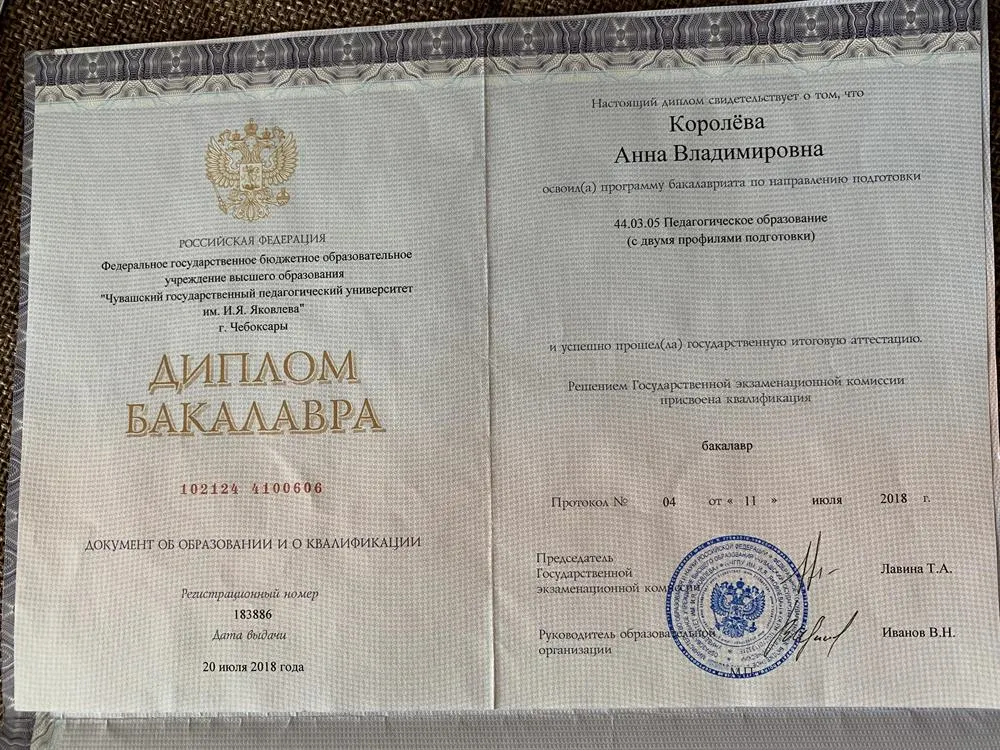 РОССИЙСКАЯ ФЕДЕРАЦИЯ
Федеральное государственное бюджетное образовательное
учреждение высшего образования
"Чувашский государственный педагогический университет
им. И.Я. Яковлева"
г. Чебоксары
ДИПЛОМ
БАКАЛАВРА
102124 4100606
ДОКУМЕНТ ОБ ОБРАЗОВАНИИ И О КВАЛИФИКАЦИИ
Регистрационный номер
183886
Дата выдачи
20 июля 2018 года
Настоящий диплом свидетельствует о том, что
Королёва
Анна Владимировна
освоил(а) программу бакалавриата по направлению подготовки
44.03.05 Педагогическое образование
(с двумя профилями подготовки)
и успешно прошел(ла) государственную итоговую аттестацию.
Решением Государственной экзаменационной комиссии
присвоена квалификация
бакалавр
Протокол № 04 от « 11 » июля 2018 г.
Председатель
Государственной
экзаменационной комиссии
Лавина Т.А.
Руководитель образовательной
организации
Иванов В.Н.
М.П.